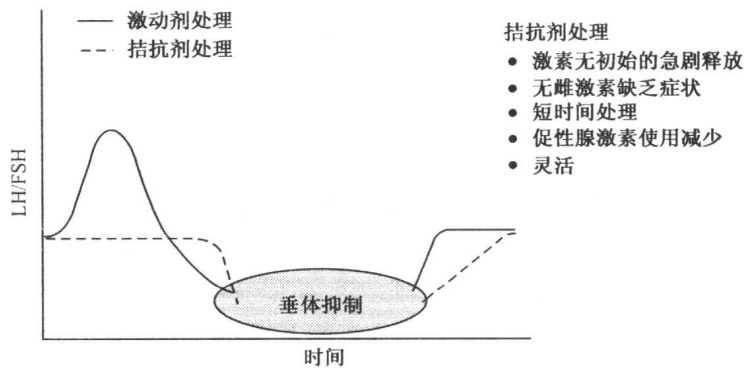 激动剂处理
拮抗剂处理
LH/FSH
垂体抑制
时间
拮抗剂处理
● 激素无初始的急剧释放
● 无雌激素缺乏症状
● 短时间处理
● 促性腺激素使用减少
● 灵活